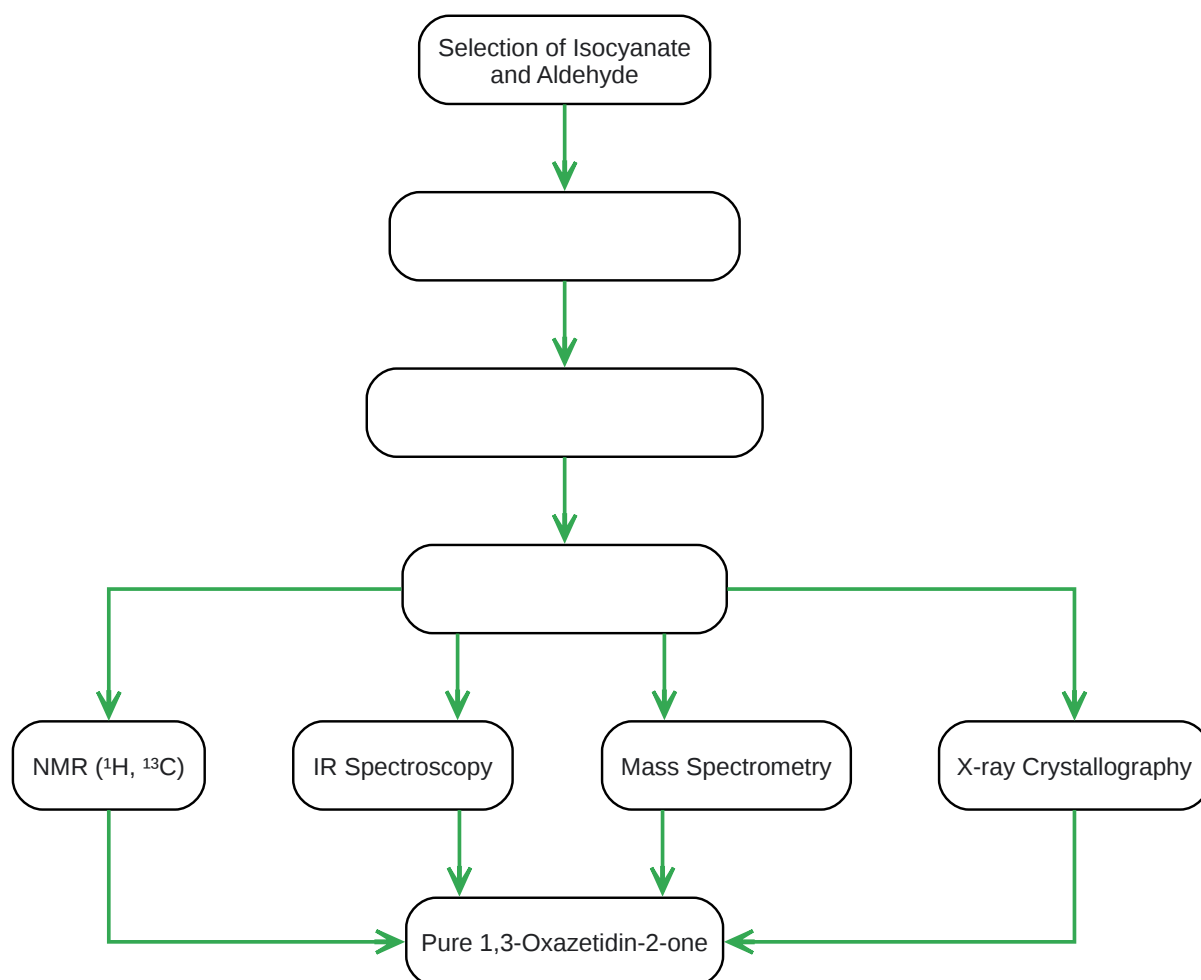 Selection of Isocyanate
and Aldehyde
NMR (¹H, ¹³C)
IR Spectroscopy
Mass Spectrometry
X-ray Crystallography
Pure 1,3-Oxazetidin-2-one